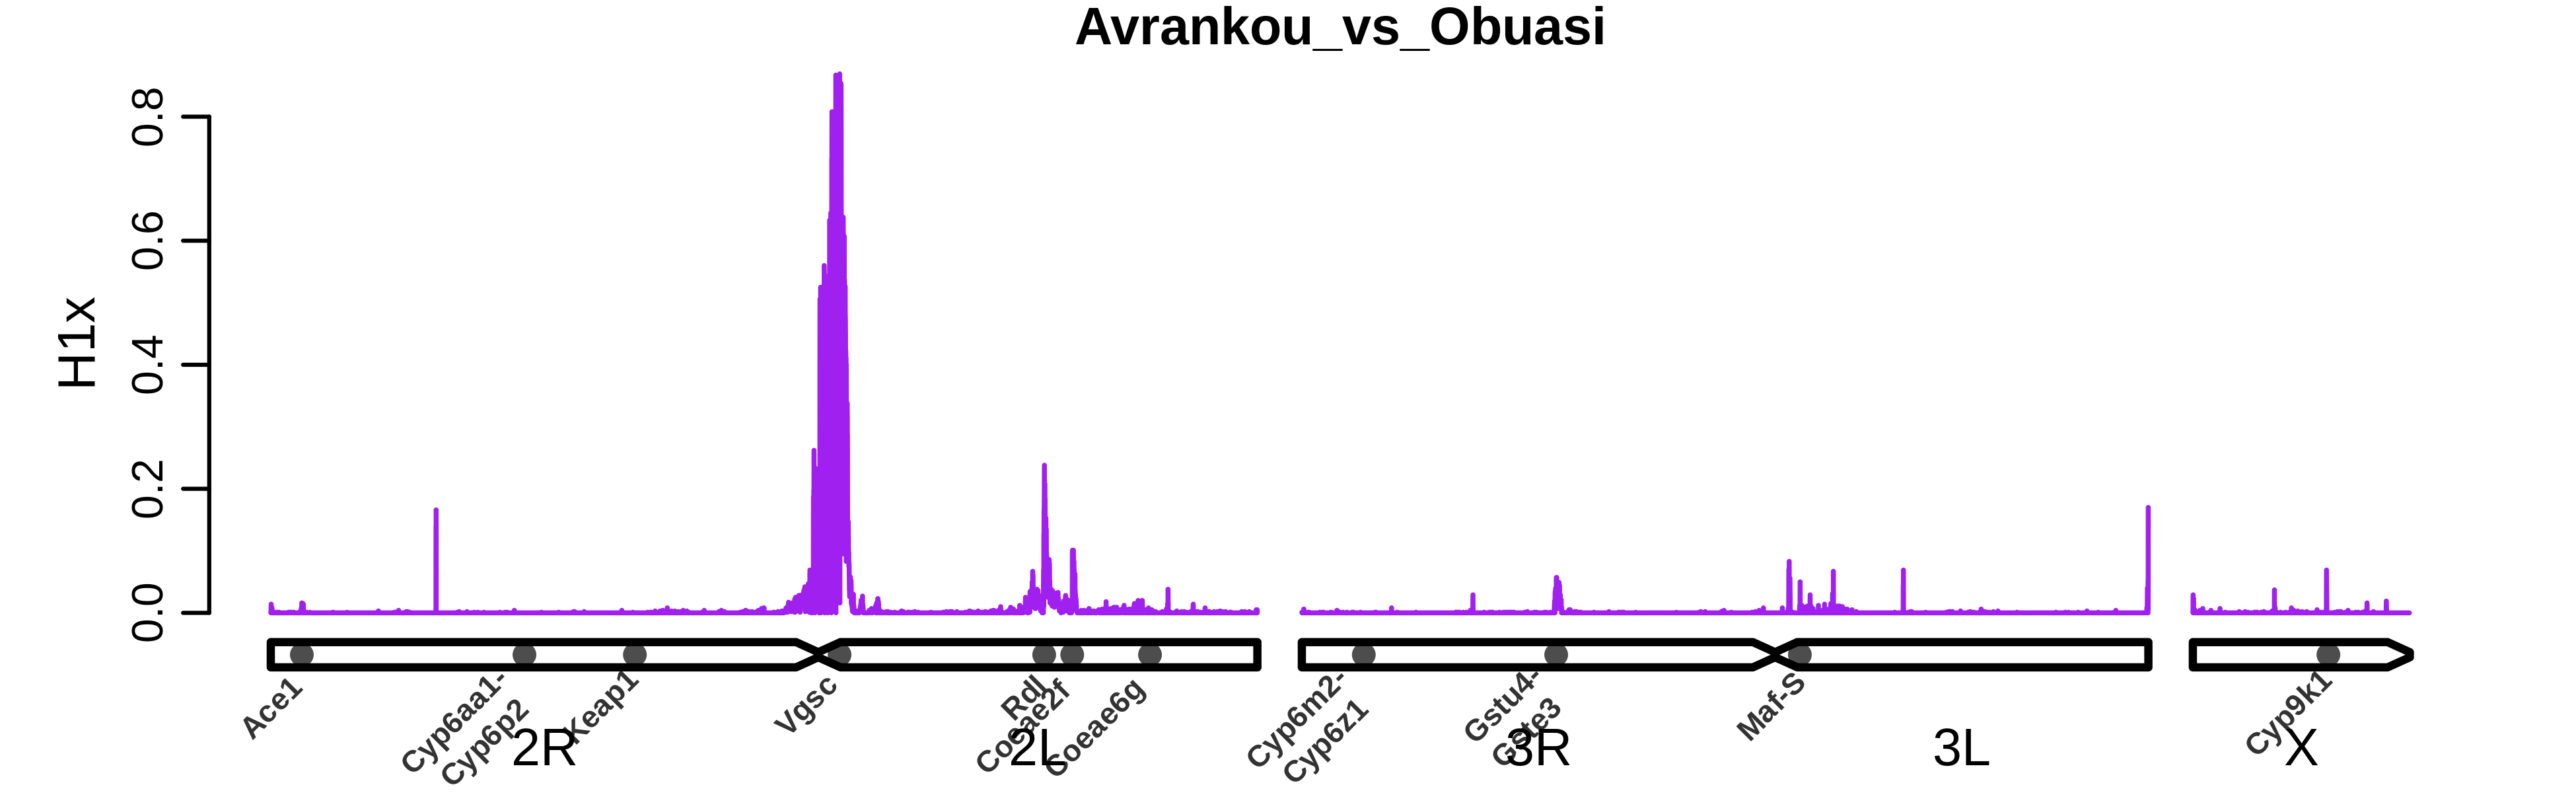 Avrankou_vs_Obuasi
H1x
0.8
0.6
0.4
0.2
0.0
Ace1
Cyp6aa1-
Cyp6p2
Keap1
Vgsc
Rdl
Coeae2f
Coeae6g
Cyp6m2-
Cyp6z1
Gstu4-
Gste3
Maf-S
Cyp9k1
2R
2L
3R
3L
X